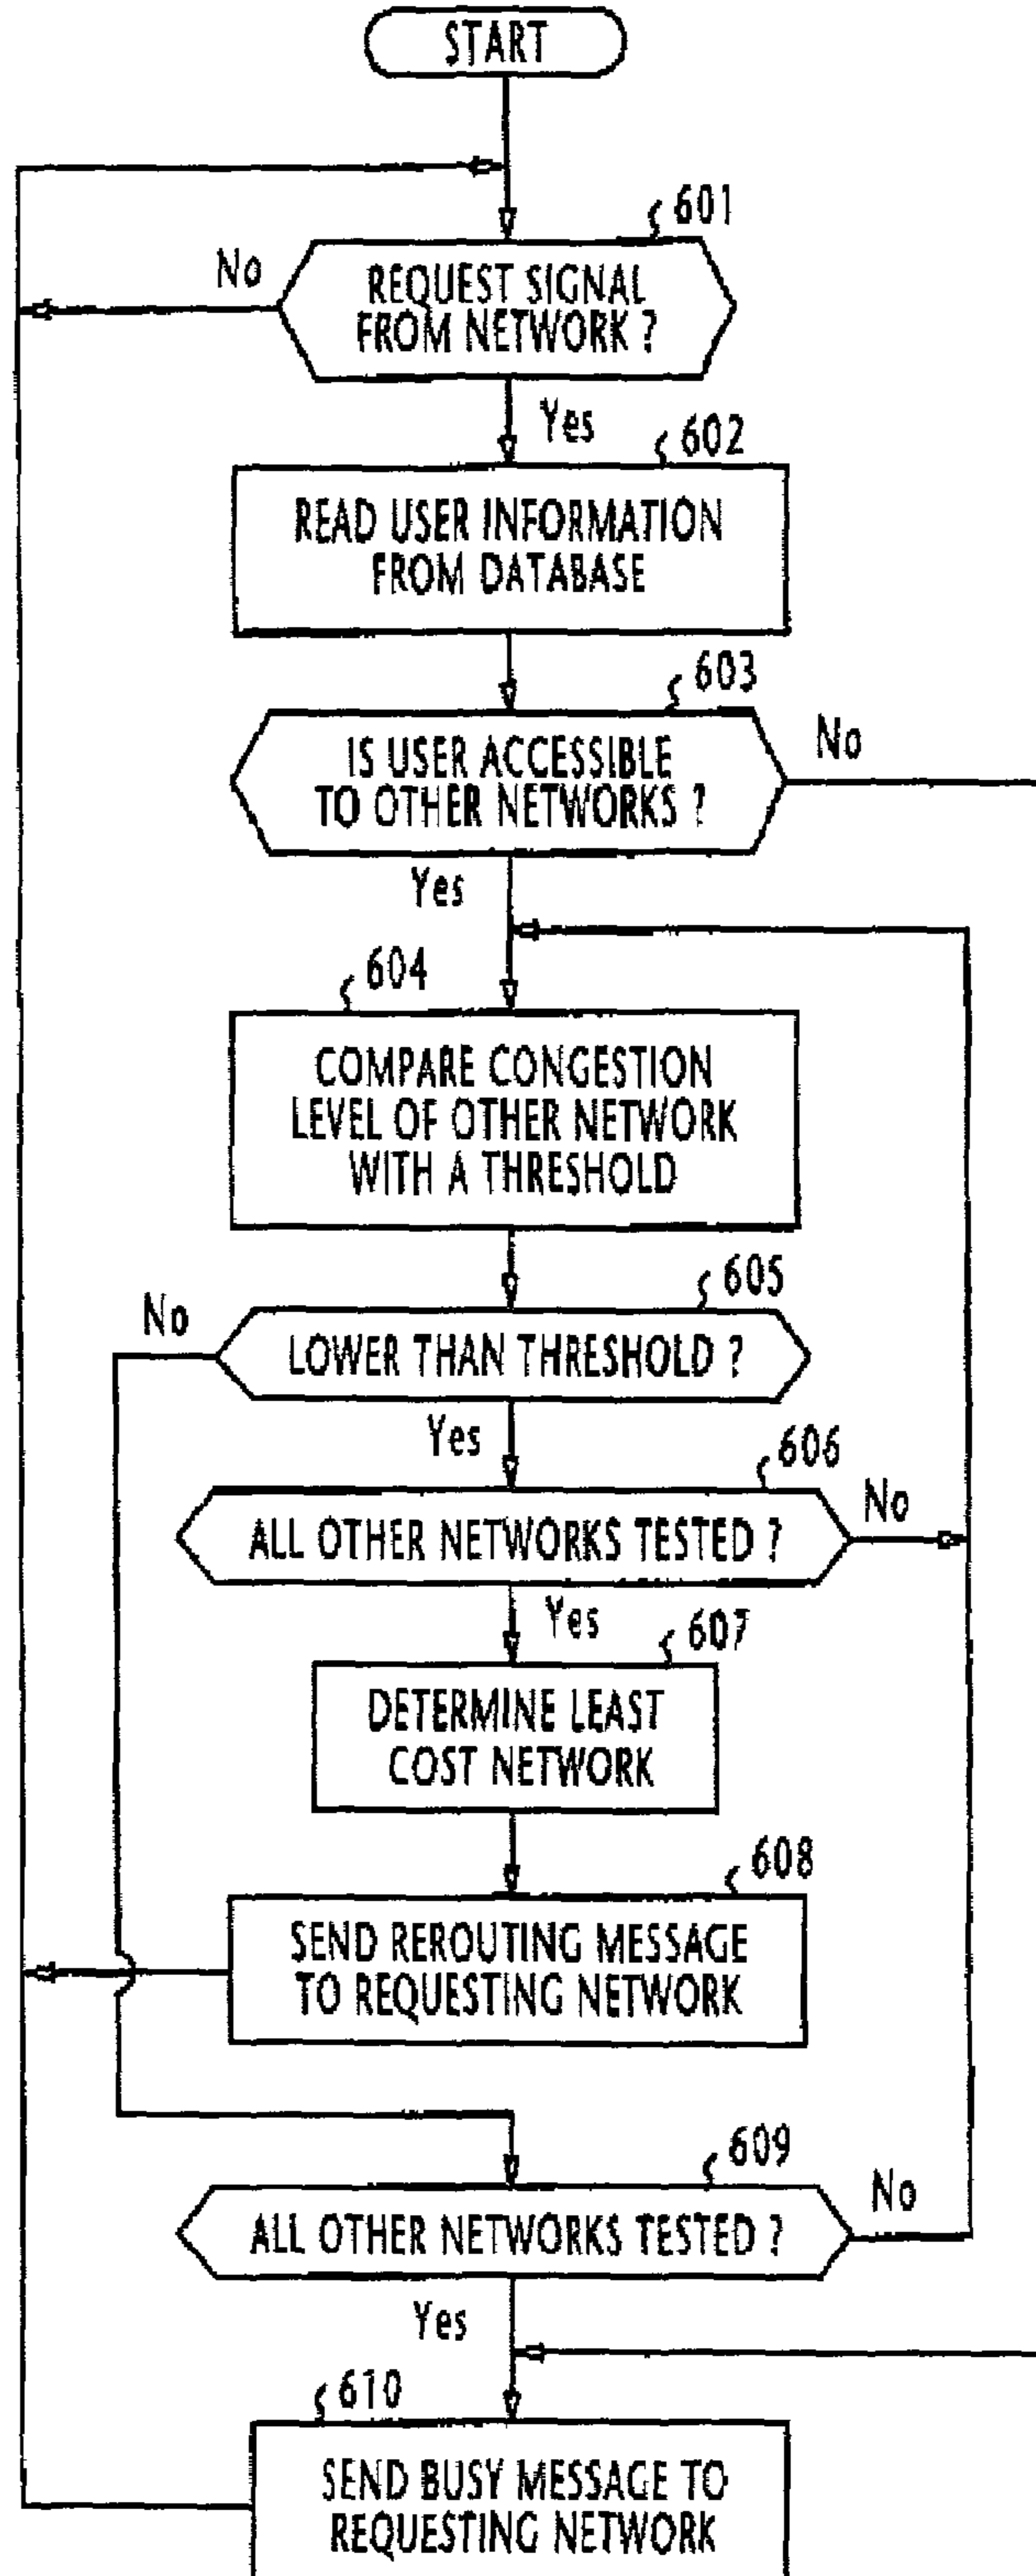 START
601
No
REQUEST SIGNAL
FROM NETWORK ?
Yes
602
READ USER INFORMATION
FROM DATABASE
603
No
IS USER ACCESSIBLE
TO OTHER NETWORKS ?
Yes
604
COMPARE CONGESTION
LEVEL OF OTHER NETWORK
WITH A THRESHOLD
605
No
LOWER THAN THRESHOLD ?
Yes
606
No
ALL OTHER NETWORKS TESTED ?
Yes
607
DETERMINE LEAST
COST NETWORK
608
SEND REROUTING MESSAGE
TO REQUESTING NETWORK
609
No
ALL OTHER NETWORKS TESTED ?
Yes
610
SEND BUSY MESSAGE TO
REQUESTING NETWORK